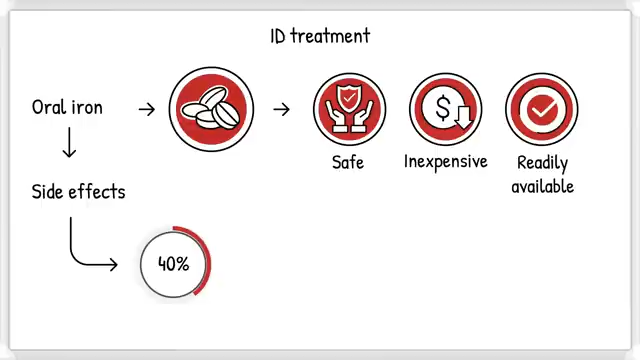 ID treatment
Oral iron
Safe
Inexpensive
$
Readily
available
Side effects
40%